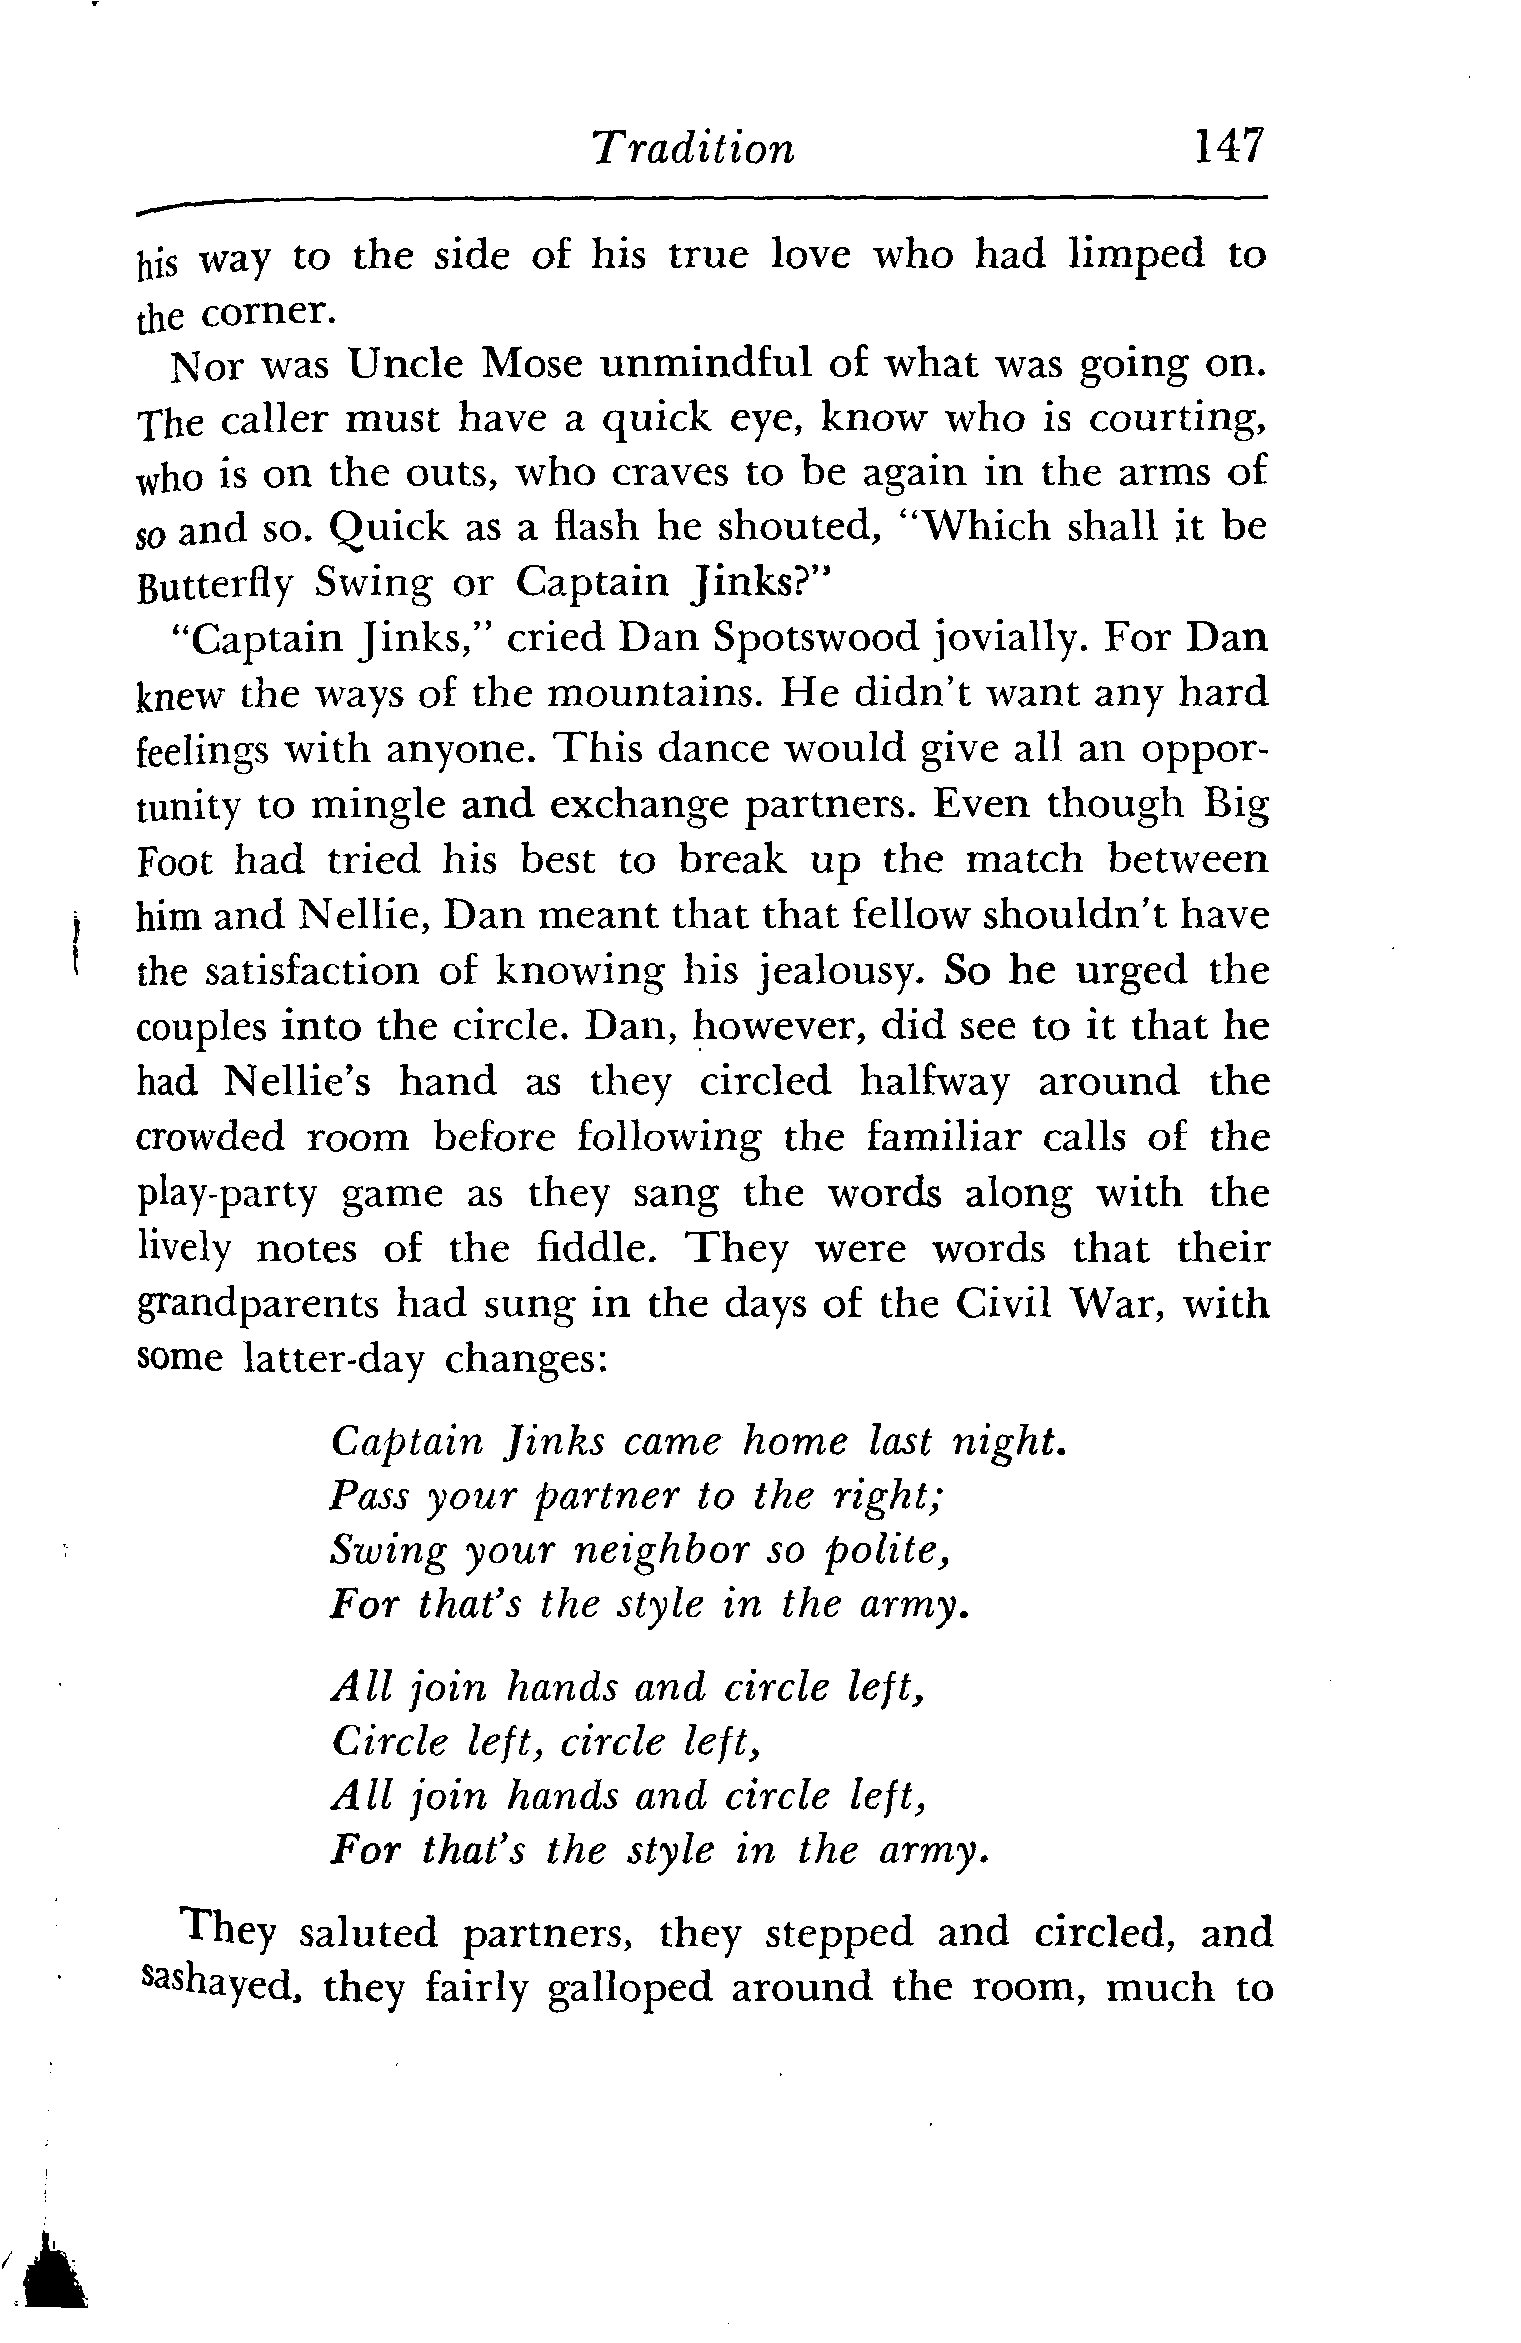 Tradition 147
his way to the side of his true love who had limped to
the corner.
Nor was Uncle Mose unmindful of what was going on.
The caller must have a quick eye, know who is courting,
who is on the outs, who craves to be again in the arms of
so and so. Quick as a flash he shouted, “Which shall it be
Butterfly Swing or Captain Jinks?”
“Captain Jinks,” cried Dan Spotswood jovially. For Dan
knew the ways of the mountains. He didn’t want any hard
feelings with anyone. This dance would give all an oppor-
tunity to mingle and exchange partners. Even though Big
Foot had tried his best to break up the match between
him and Nellie, Dan meant that that fellow shouldn’t have
the satisfaction of knowing his jealousy. So he urged the
couples into the circle. Dan, however, did see to it that he
had Nellie’s hand as they circled halfway around the
crowded room before following the familiar calls of the
play-party game as they sang the words along with the
lively notes of the fiddle. They were words that their
grandparents had sung in the days of the Civil War, with
some latter-day changes:
Captain Jinks came home last night.
Pass your partner to the right;
Swing your neighbor so polite,
For that’s the style in the army.
All join hands and circle left,
Circle left, circle left,
All join hands and circle left,
For that’s the style in the army.
They saluted partners, they stepped and circled, and
sashayed, they fairly galloped around the room, much to